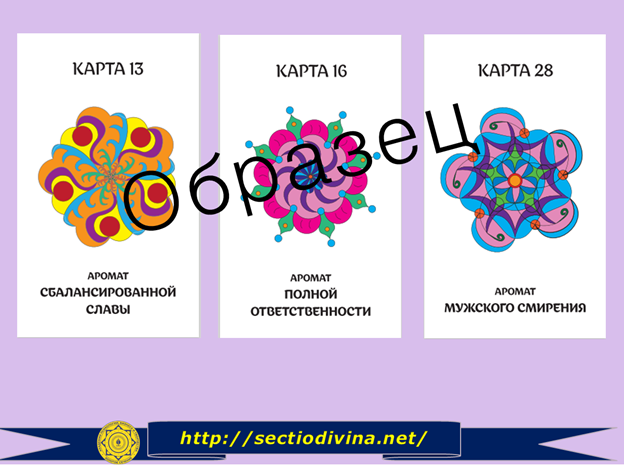 КАРТА 13
АРОМАТ
СБАЛАНСИРОВАННОЙ
СЛАВЫ
КАРТА 16
АРОМАТ
ПОЛНОЙ
ОТВЕТСТВЕННОСТИ
КАРТА 28
АРОМАТ
МУЖСКОГО СМИРЕНИЯ
Образец
http://sectiodivina.net/